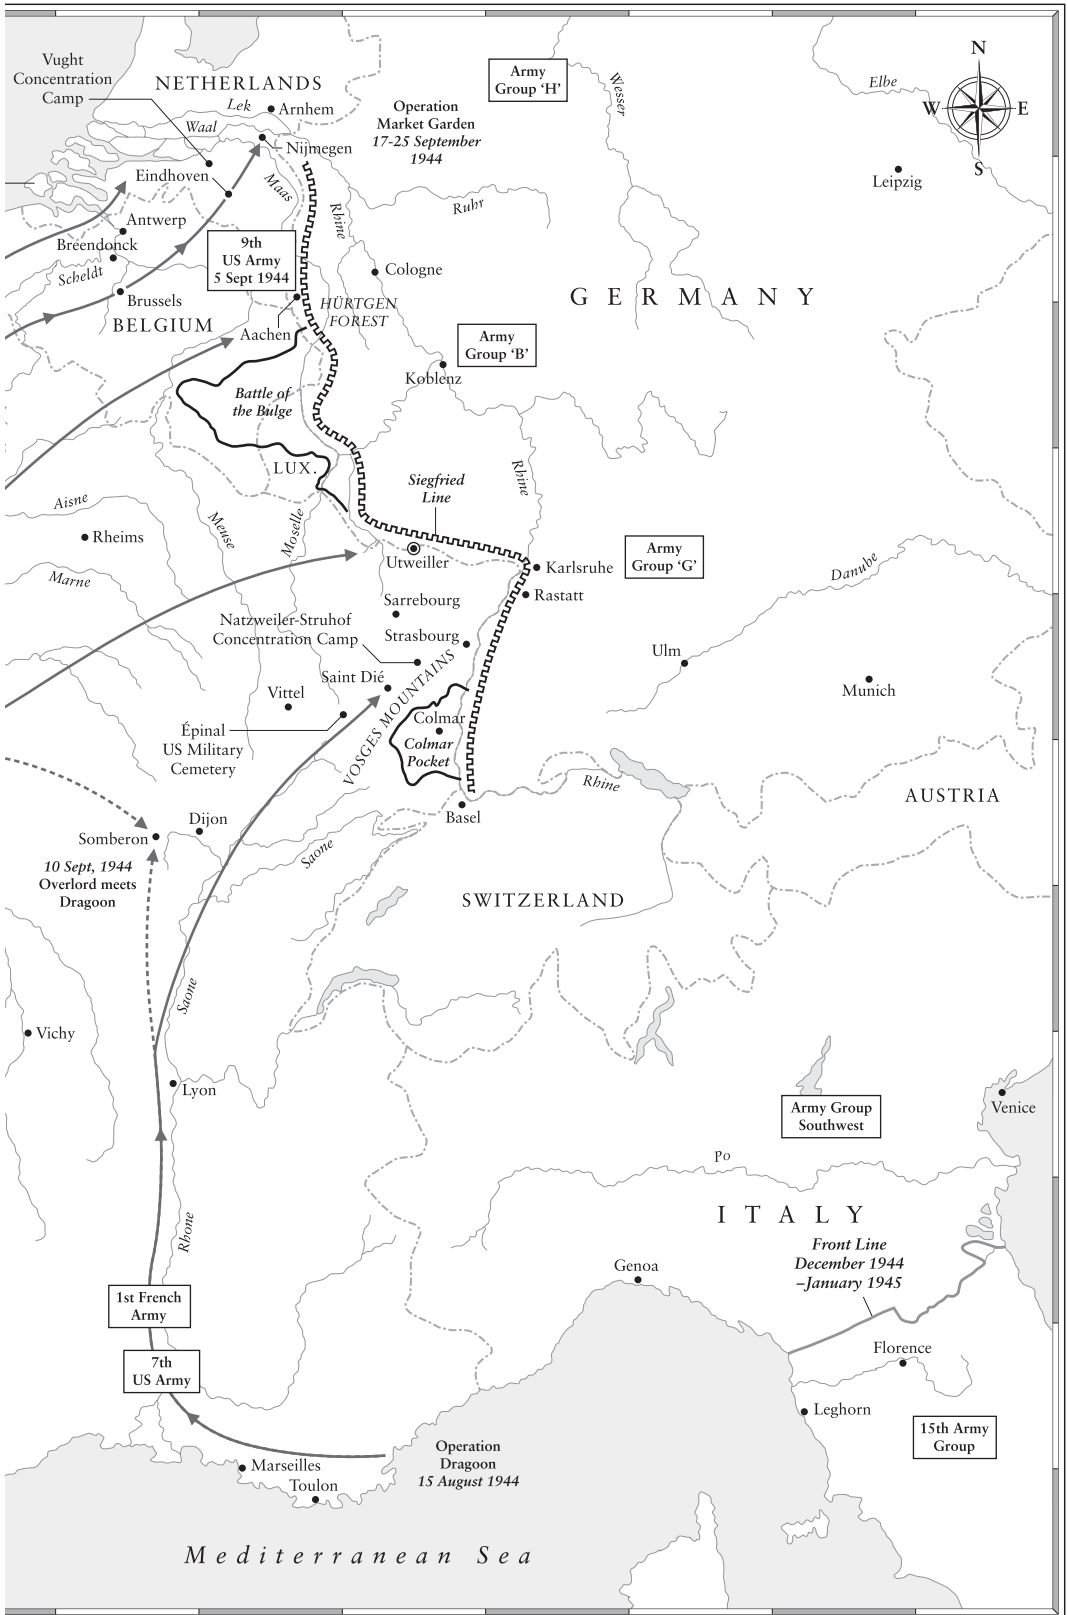 Vught
Concentration
Camp
NETHERLANDS
Lek
Arnhem
Waal
Nijmegen
Eindhoven
Maas
Operation
Market Garden
17-25 September
1944
Army
Group ‘H’
Wesser
Elbe
N
W
E
S
Leipzig
Antwerp
Breendonck
Scheldt
Brussels
BELGIUM
9th
US Army
5 Sept 1944
Rhine
Ruhr
Cologne
HÜRTGEN
FOREST
Aachen
GERMANY
Army
Group ‘B’
Koblenz
Battle of
the Bulge
LUX.
Siegfried
Line
Rhine
Aisne
Rheims
Meuse
Moselle
Marne
Utweiller
Karlsruhe
Rastatt
Army
Group ‘G’
Danube
Sarrebourg
Natzweiler-Struhof
Concentration Camp
Strasbourg
Saint Dié
Vittel
VOSGES MOUNTAINS
Épinal
US Military
Cemetery
Colmar
Colmar
Pocket
Ulm
Munich
Rhine
Basel
AUSTRIA
Somberon
Dijon
10 Sept, 1944
Overlord meets
Dragoon
Saone
SWITZERLAND
Saone
Vichy
Lyon
Army Group
Southwest
Venice
Po
ITALY
Rhone
Front Line
December 1944
–January 1945
Genoa
1st French
Army
7th
US Army
Florence
Leghorn
15th Army
Group
Operation
Dragoon
15 August 1944
Marseilles
Toulon
Mediterranean Sea